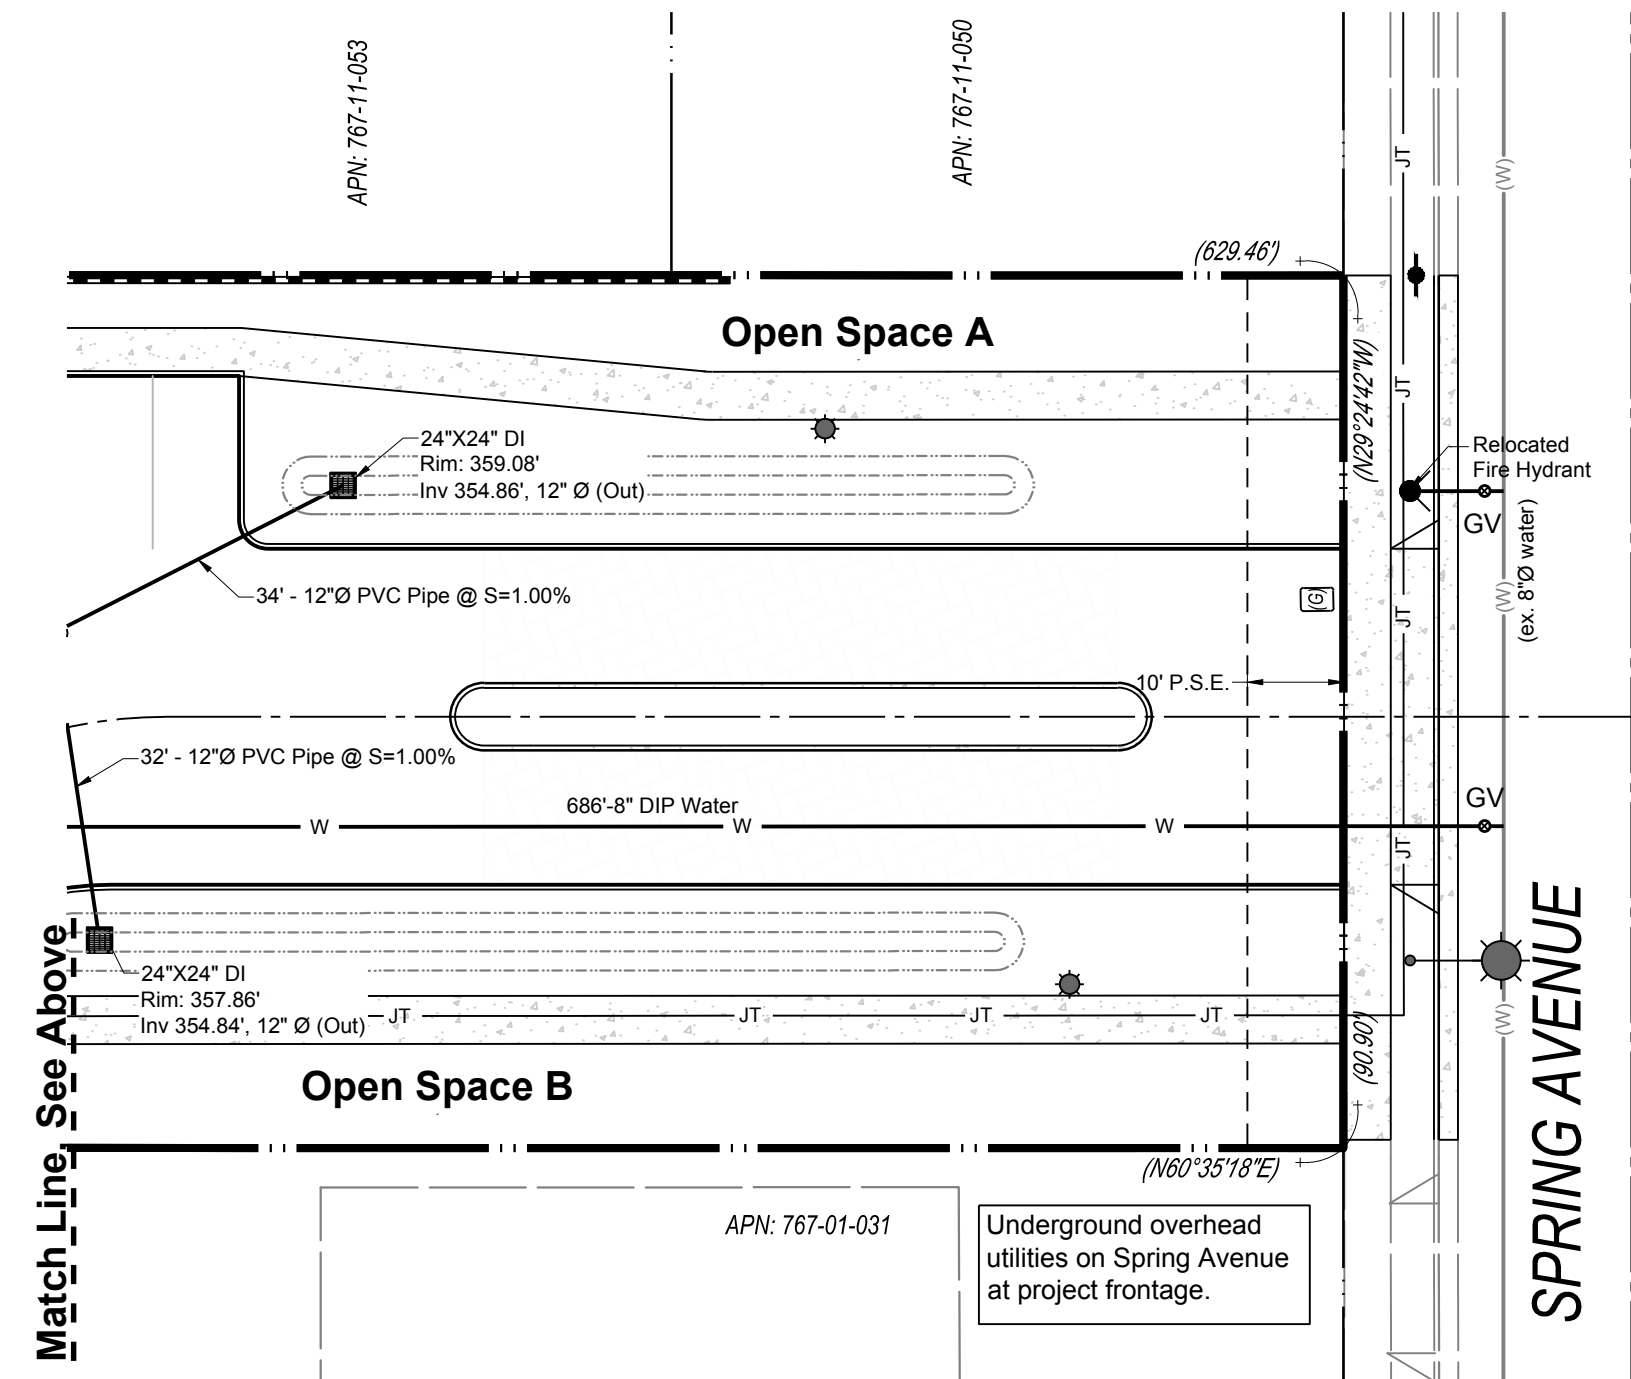 APN: 767-11-053
APN: 767-11-050
JT
(W)
(629.46')
Open Space A
(N29°24'42"W)
JT
24"X24" DI
Rim: 359.08'
Inv 354.86', 12" Ø (Out)
Relocated
Fire Hydrant
GV
(ex. 8"Ø water)
(W)
34' - 12"Ø PVC Pipe @ S=1.00%
(G)
JT
10' P.S.E.
32' - 12"Ø PVC Pipe @ S=1.00%
686'-8" DIP Water
W
W
W
GV
JT
Match Line, See Above
24"X24" DI
Rim: 357.86'
Inv 354.84', 12" Ø (Out)
JT
JT
JT
JT
(90.90')
(W)
SPRING AVENUE
Open Space B
(N60°35'18"E)
APN: 767-01-031
Underground overhead
utilities on Spring Avenue
at project frontage.